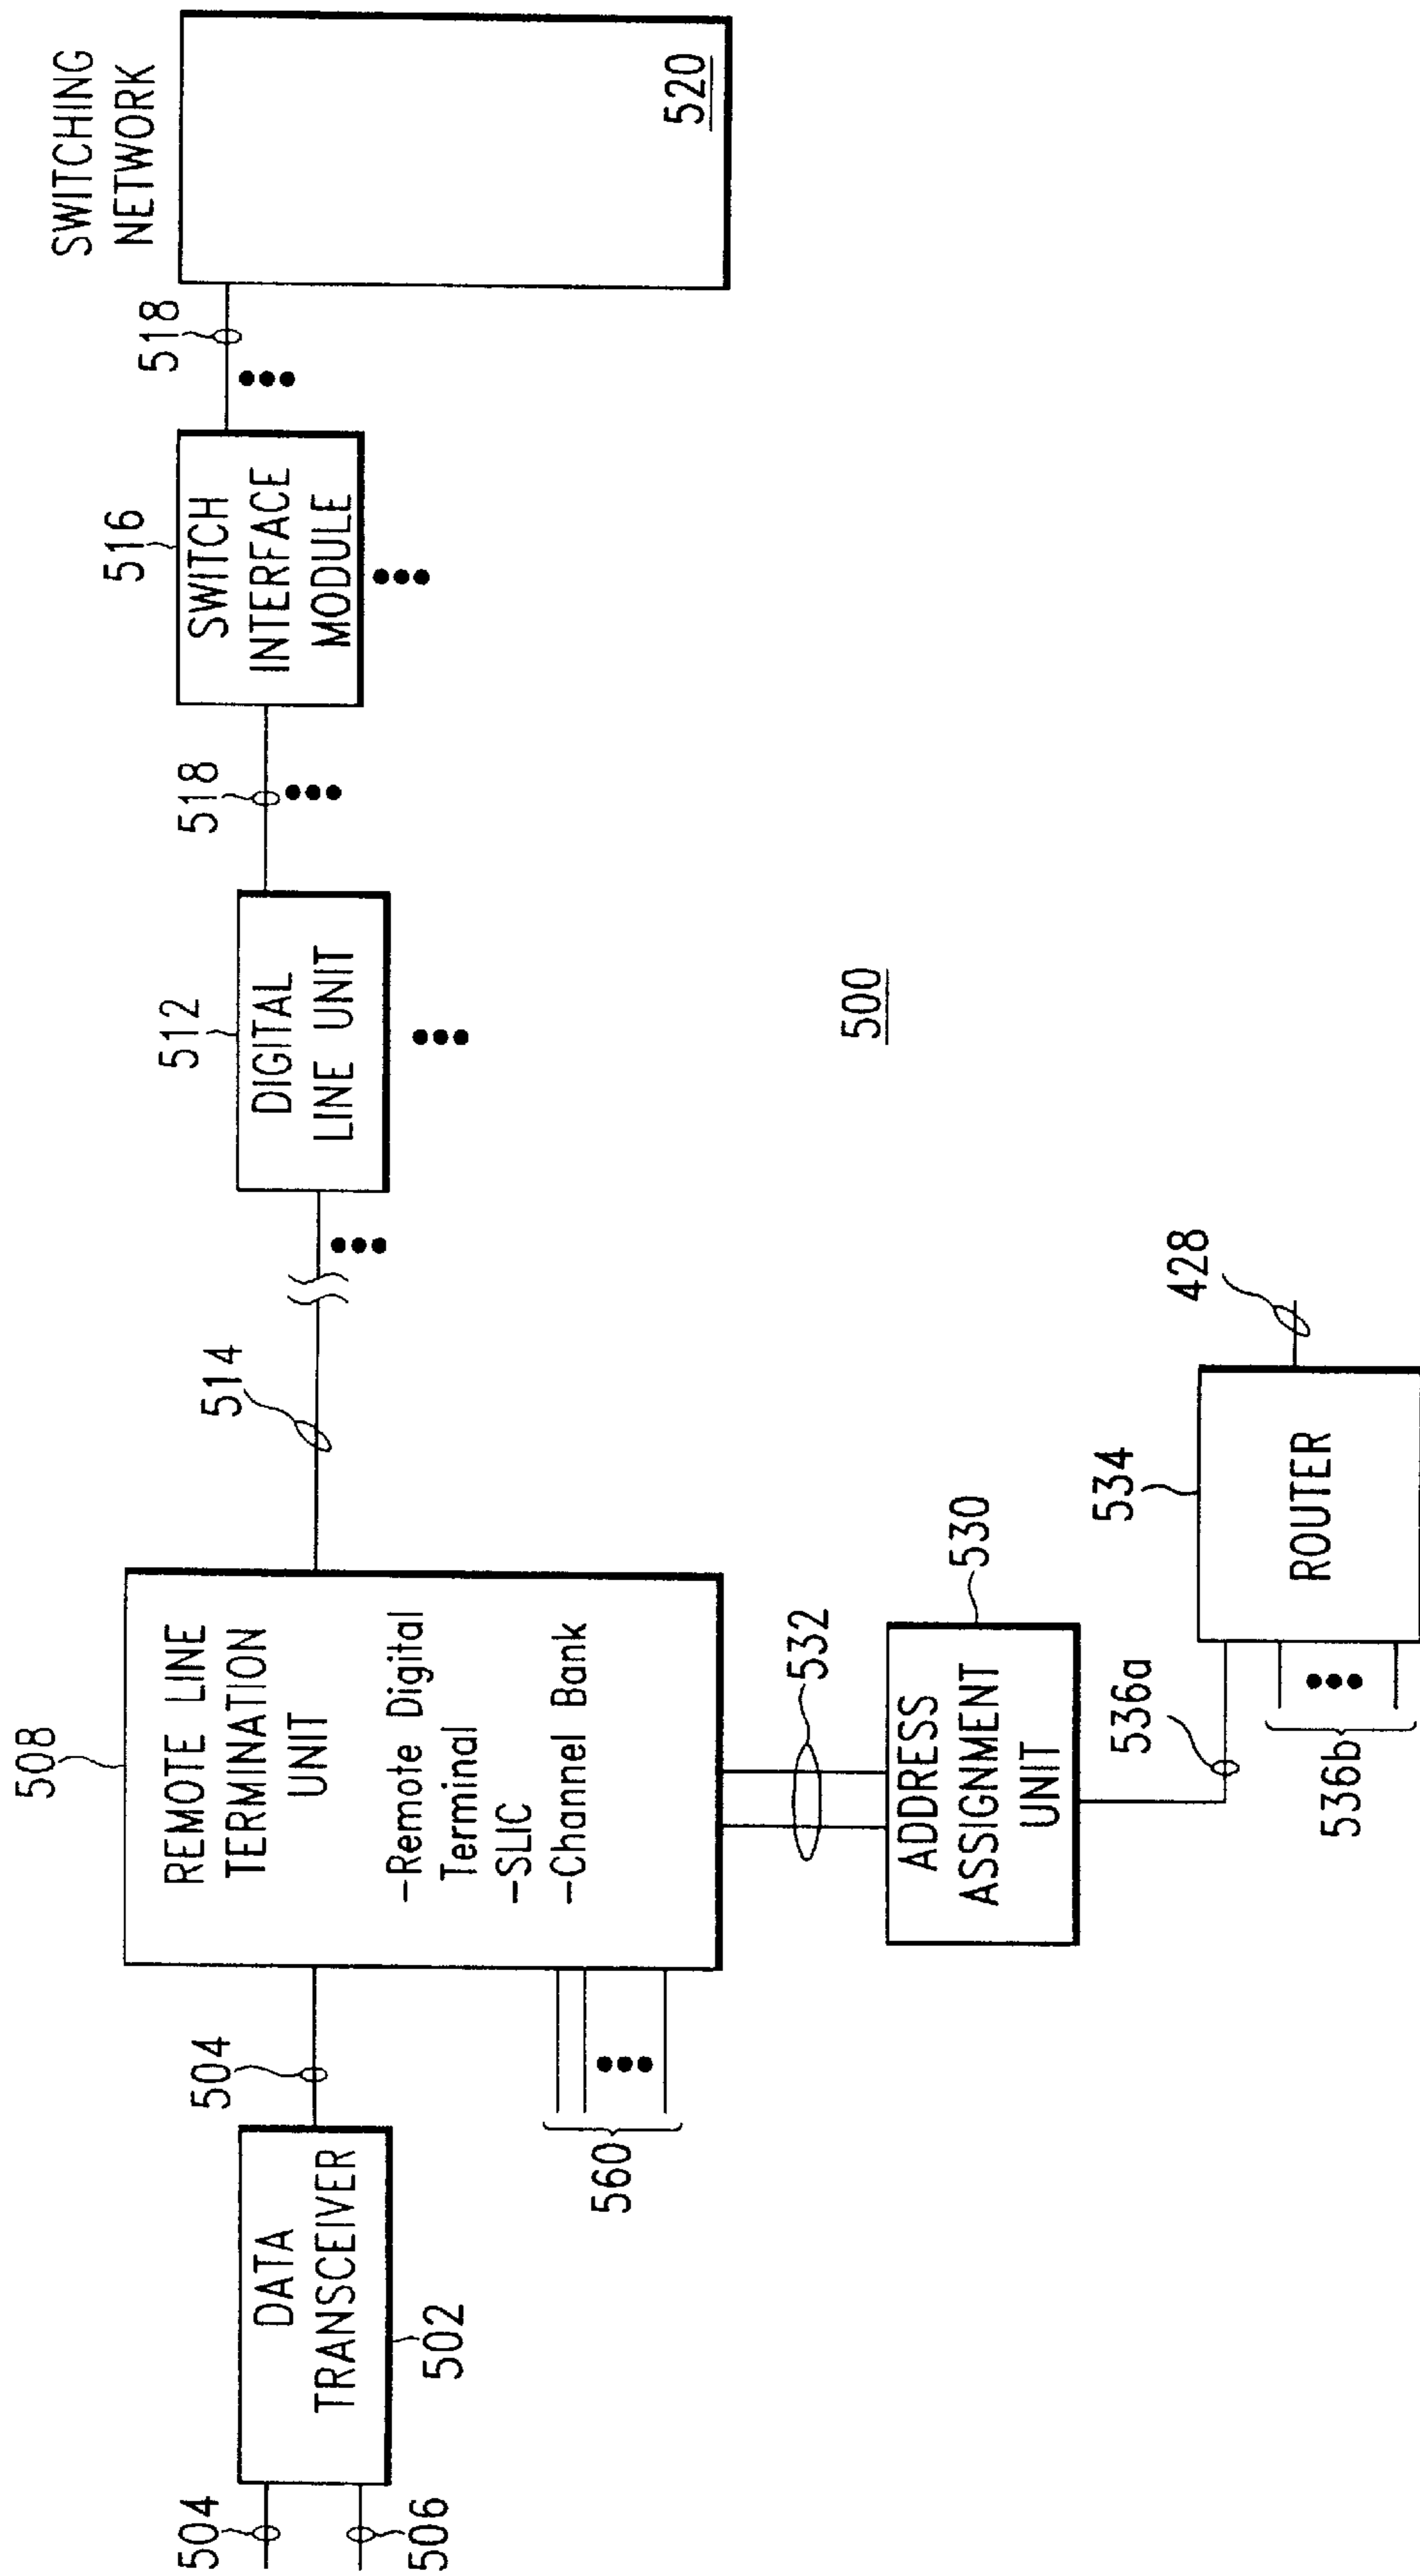 504
506
DATA
TRANSCEIVER
502
504
560
508
REMOTE LINE
TERMINATION
UNIT
-Remote Digital
Terminal
-SLIC
-Channel Bank
532
ADDRESS
ASSIGNMENT
UNIT
530
536a
536b
534
ROUTER
428
514
512
DIGITAL
LINE UNIT
518
516
SWITCH
INTERFACE
MODULE
518
SWITCHING
NETWORK
520
500